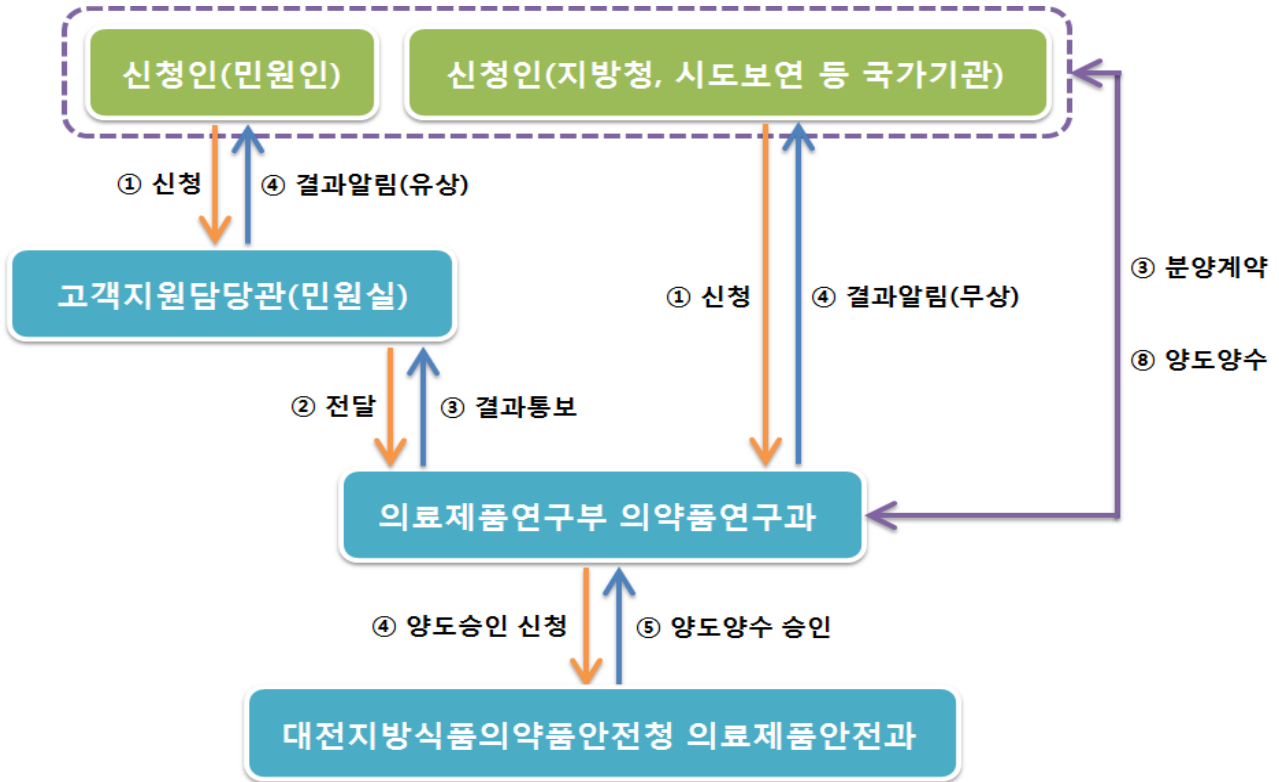 신청인(민원인)
신청인(지방청, 시도보연 등 국가기관)
① 신청
④ 결과알림(유상)
고객지원담당관(민원실)
① 신청
④ 결과알림(무상)
③ 분양계약
⑧ 양도양수
② 전달
③ 결과통보
의료제품연구부 의약품연구과
④ 양도승인 신청
⑤ 양도양수 승인
대전지방식품의약품안전청 의료제품안전과